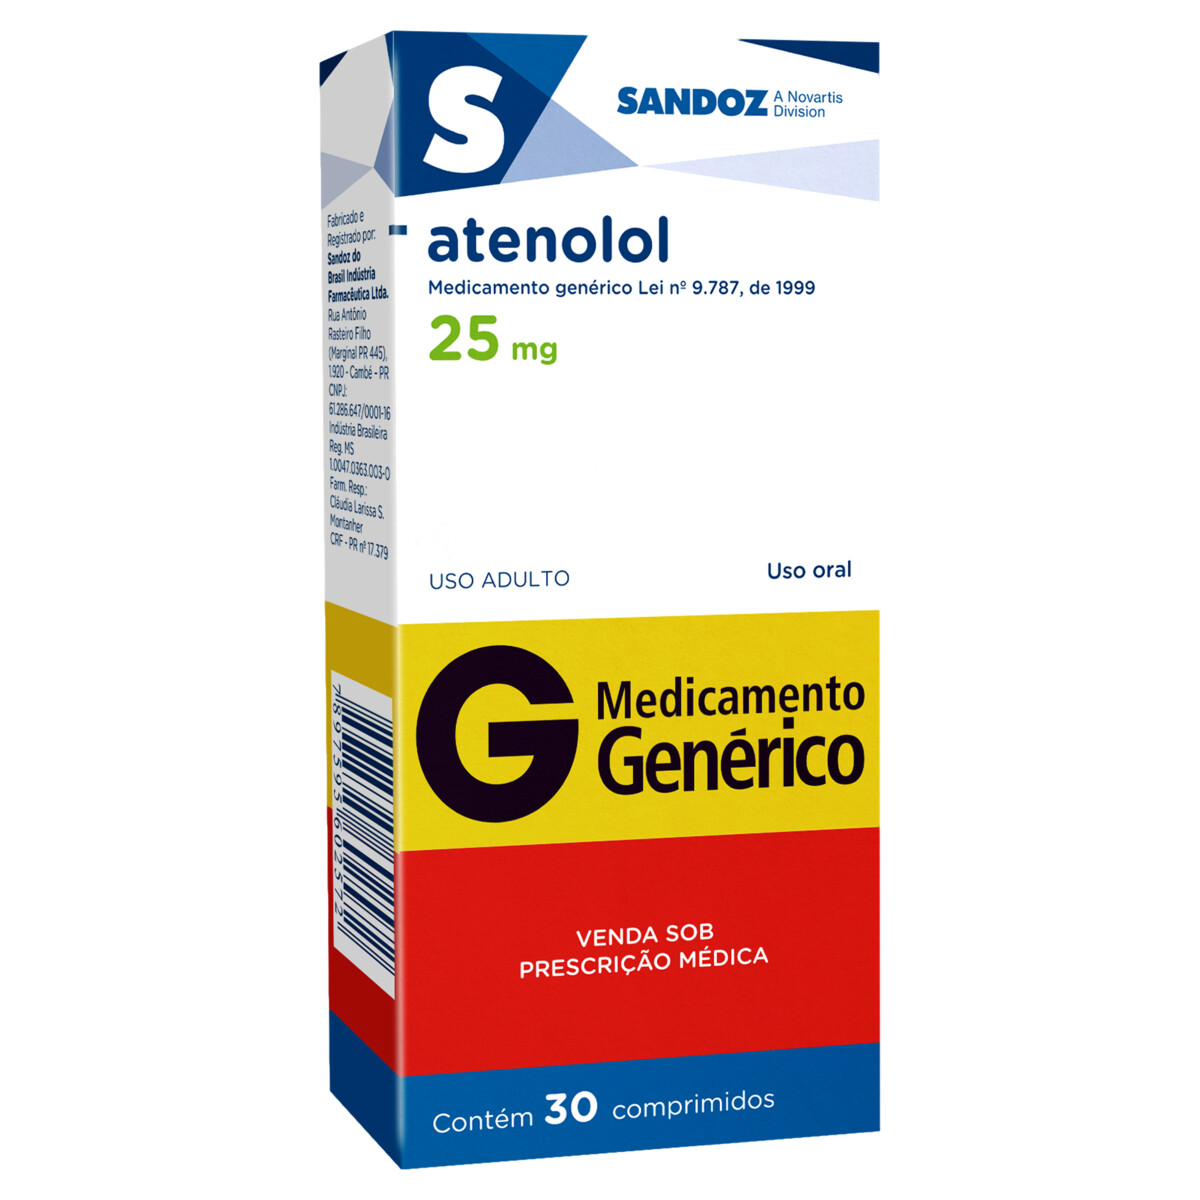 S
SANDOZ A Novartis
Division
atenolol
Medicamento genérico Lei nº 9.787, de 1999
25 mg
USO ADULTO
Uso oral
G
Medicamento
Genérico
VENDA SOB
PRESCRIÇÃO MÉDICA
Contém 30 comprimidos
Fabricado e
Registrado por:
Sandoz do
Brasil Indústria
Farmacêutica Ltda.
Rua Antônio
Rasteiro Filho
(Marginal PR 445),
1.920 - Cambé - PR
CNPJ:
61.286.647/0001-16
Indústria Brasileira
Reg. MS
1.0047.0363.003-0
Farm. Resp.:
Cláudia Larissa S.
Montanher
CRF - PR nº 17.379
7897595602572